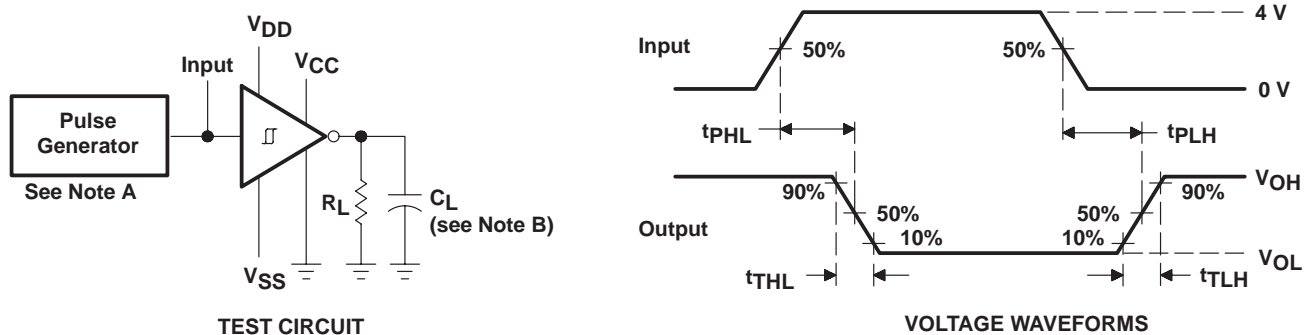 VDD
VCC
Input
Pulse
Generator
See Note A
RL
CL
(see Note B)
VSS
TEST CIRCUIT
Input
50%
50%
4 V
0 V
tPHL
tPLH
Output
90%
50%
10%
50%
10%
90%
VOH
VOL
tTHL
tTLH
VOLTAGE WAVEFORMS